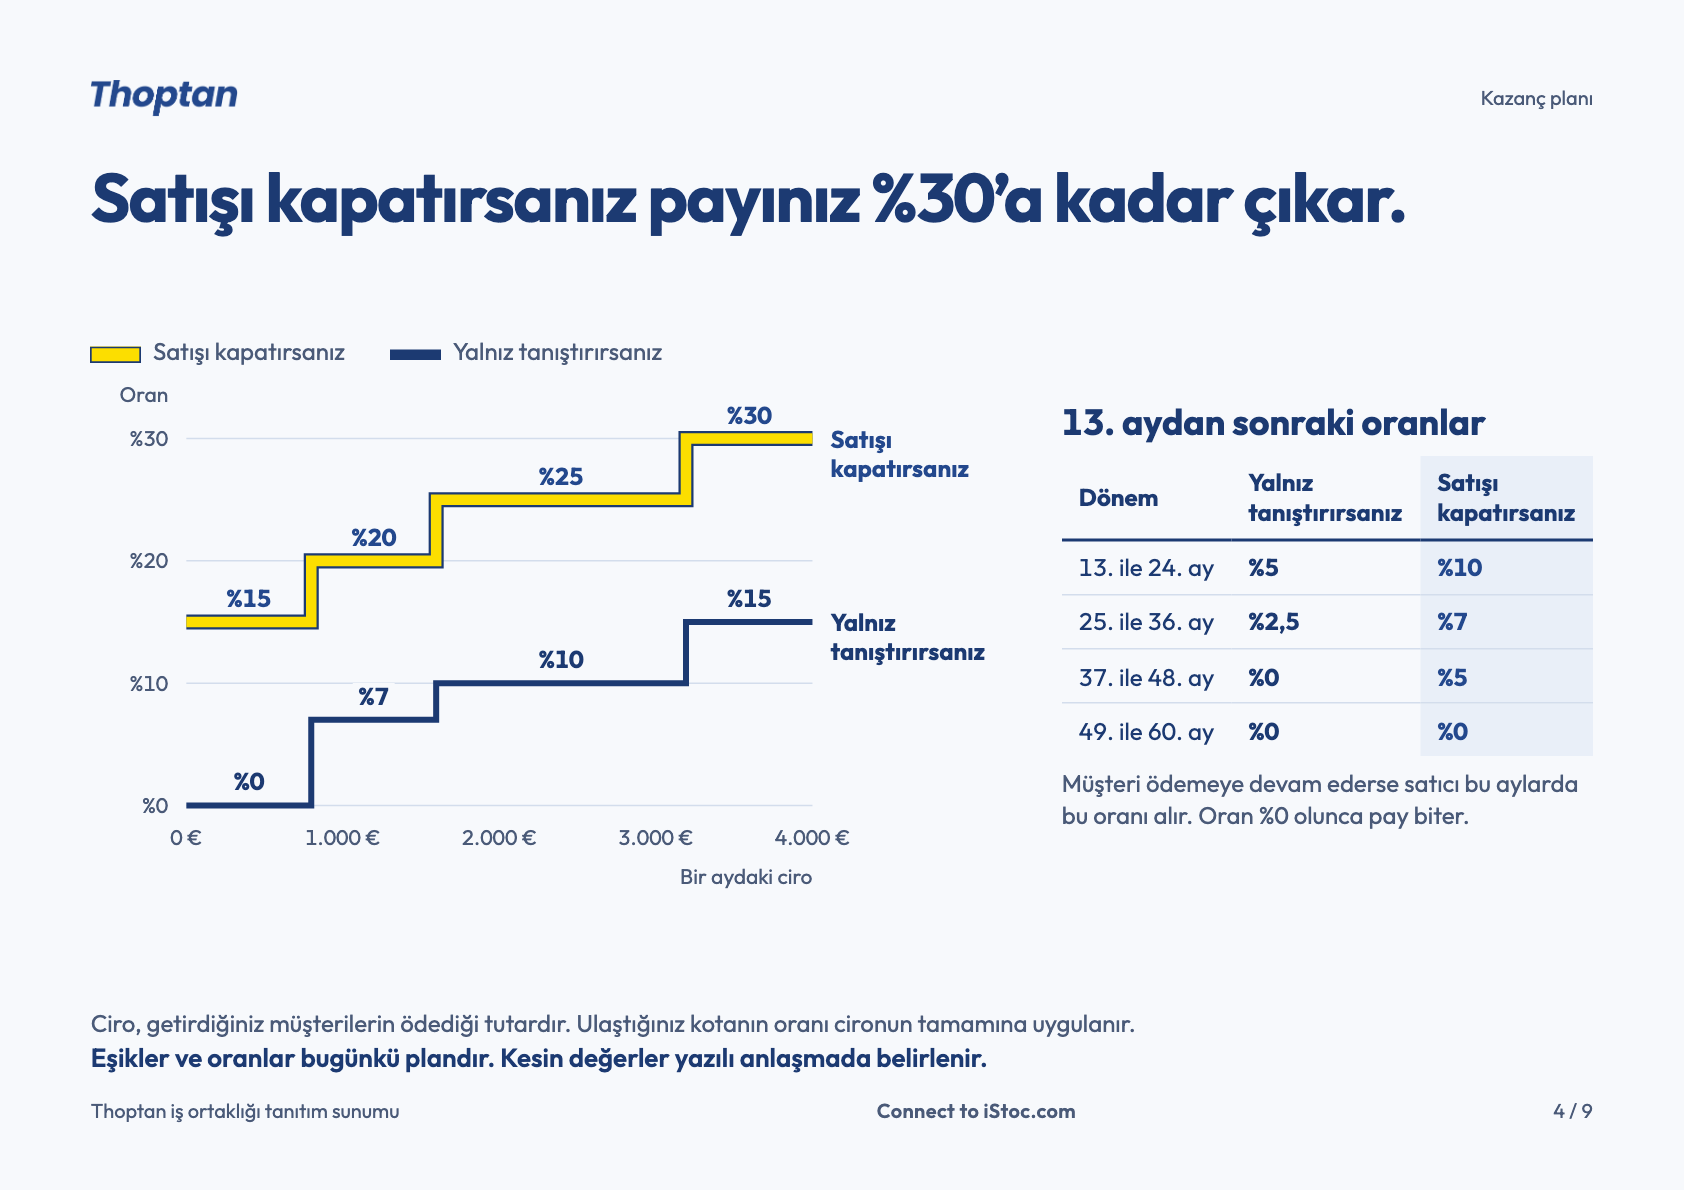 Thoptan
Kazanç planı
Satışı kapatırsanız payınız %30’a kadar çıkar.
Satışı kapatırsanız
Yalnız tanıştırırsanız
Oran
%30
%20
%10
%0
%15
%20
%25
%30
Satışı
kapatırsanız
%0
%7
%10
%15
Yalnız
tanıştırırsanız
0 €
1.000 €
2.000 €
3.000 €
4.000 €
Bir aydaki ciro
13. aydan sonraki oranlar
Dönem
Yalnız
tanıştırırsanız
Satışı
kapatırsanız
13. ile 24. ay %5 %10
25. ile 36. ay %2,5 %7
37. ile 48. ay %0 %5
49. ile 60. ay %0 %0
Müşteri ödemeye devam ederse satıcı bu aylarda
bu oranı alır. Oran %0 olunca pay biter.
Ciro, getirdiğiniz müşterilerin ödediği tutardır. Ulaştığınız kotanın oranı cironun tamamına uygulanır.
Eşikler ve oranlar bugünkü plandır. Kesin değerler yazılı anlaşmada belirlenir.
Thoptan iş ortaklığı tanıtım sunumu
Connect to iStoc.com
4 / 9